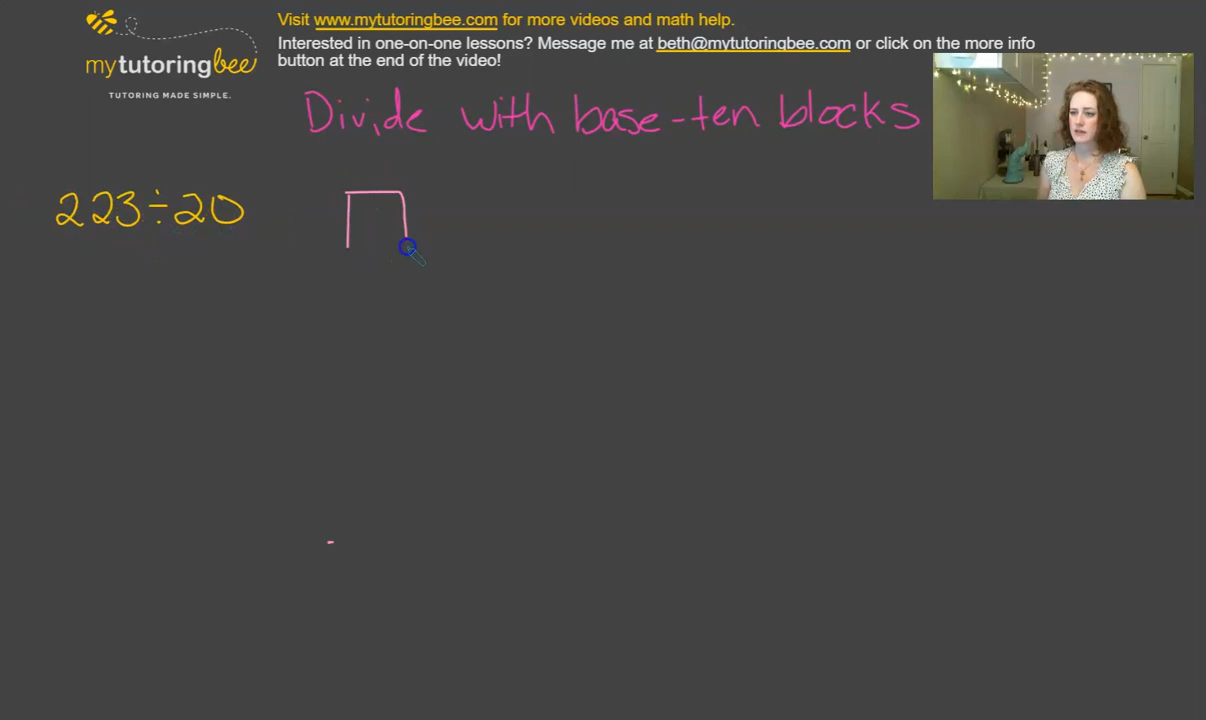 Visit www.mytutoringbee.com for more videos and math help.
Interested in one-on-one lessons? Message me at beth@mytutoringbee.com or click on the more info
button at the end of the video!
mytutoringbee
TUTORING MADE SIMPLE.
Divide with base-ten blocks
223÷20